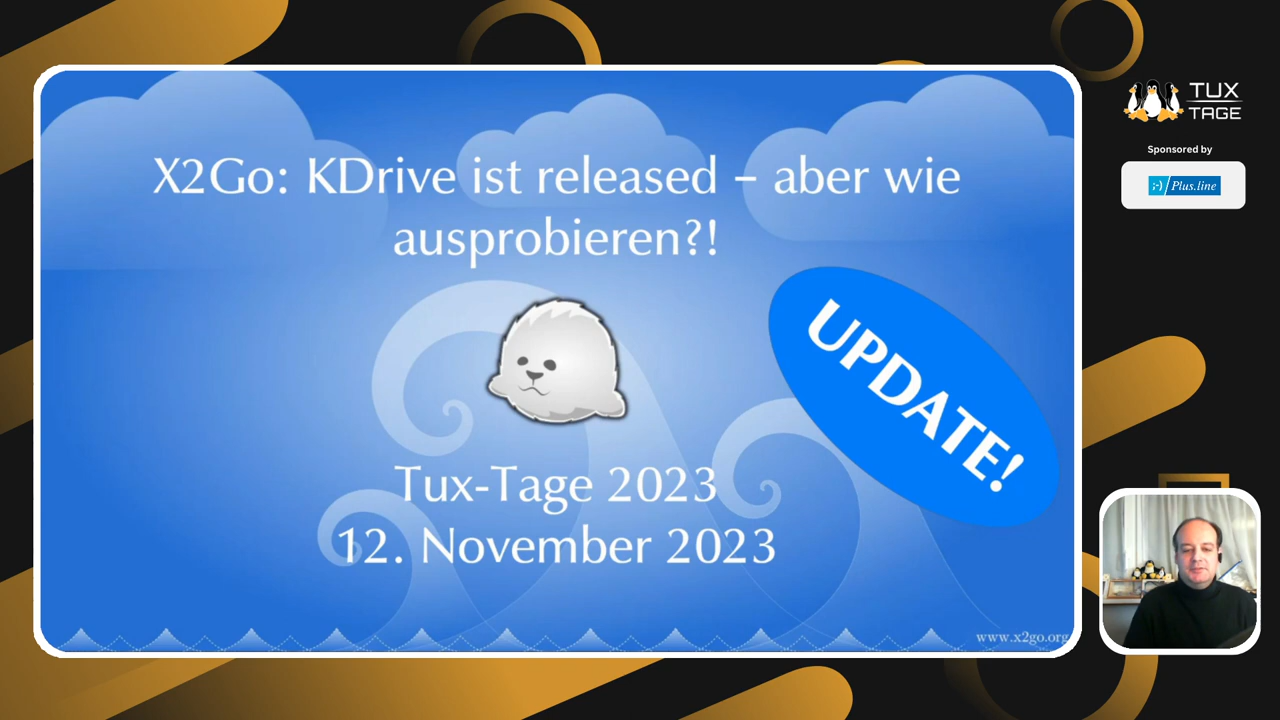 X2Go: KDrive ist released – aber wie
ausprobieren?!
UPDATE!
Tux-Tage 2023
12. November 2023
www.x2go.org
TUX
TAGE
Sponsored by
;-) Plus.line